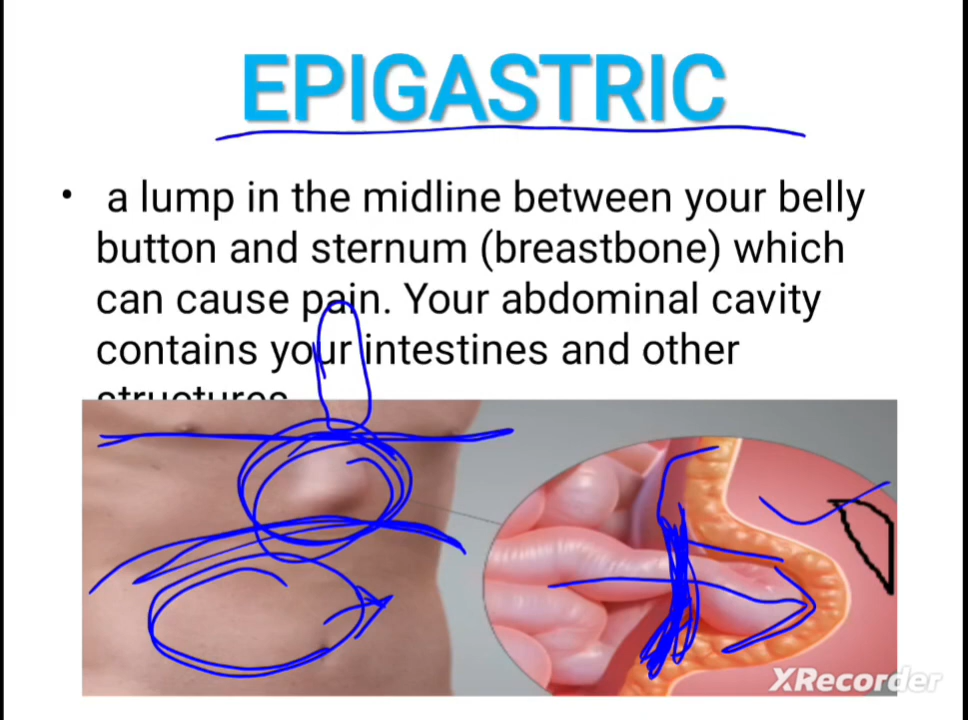 EPIGASTRIC
• a lump in the midline between your belly
button and sternum (breastbone) which
can cause pain. Your abdominal cavity
contains your intestines and other
structures
XRecorder